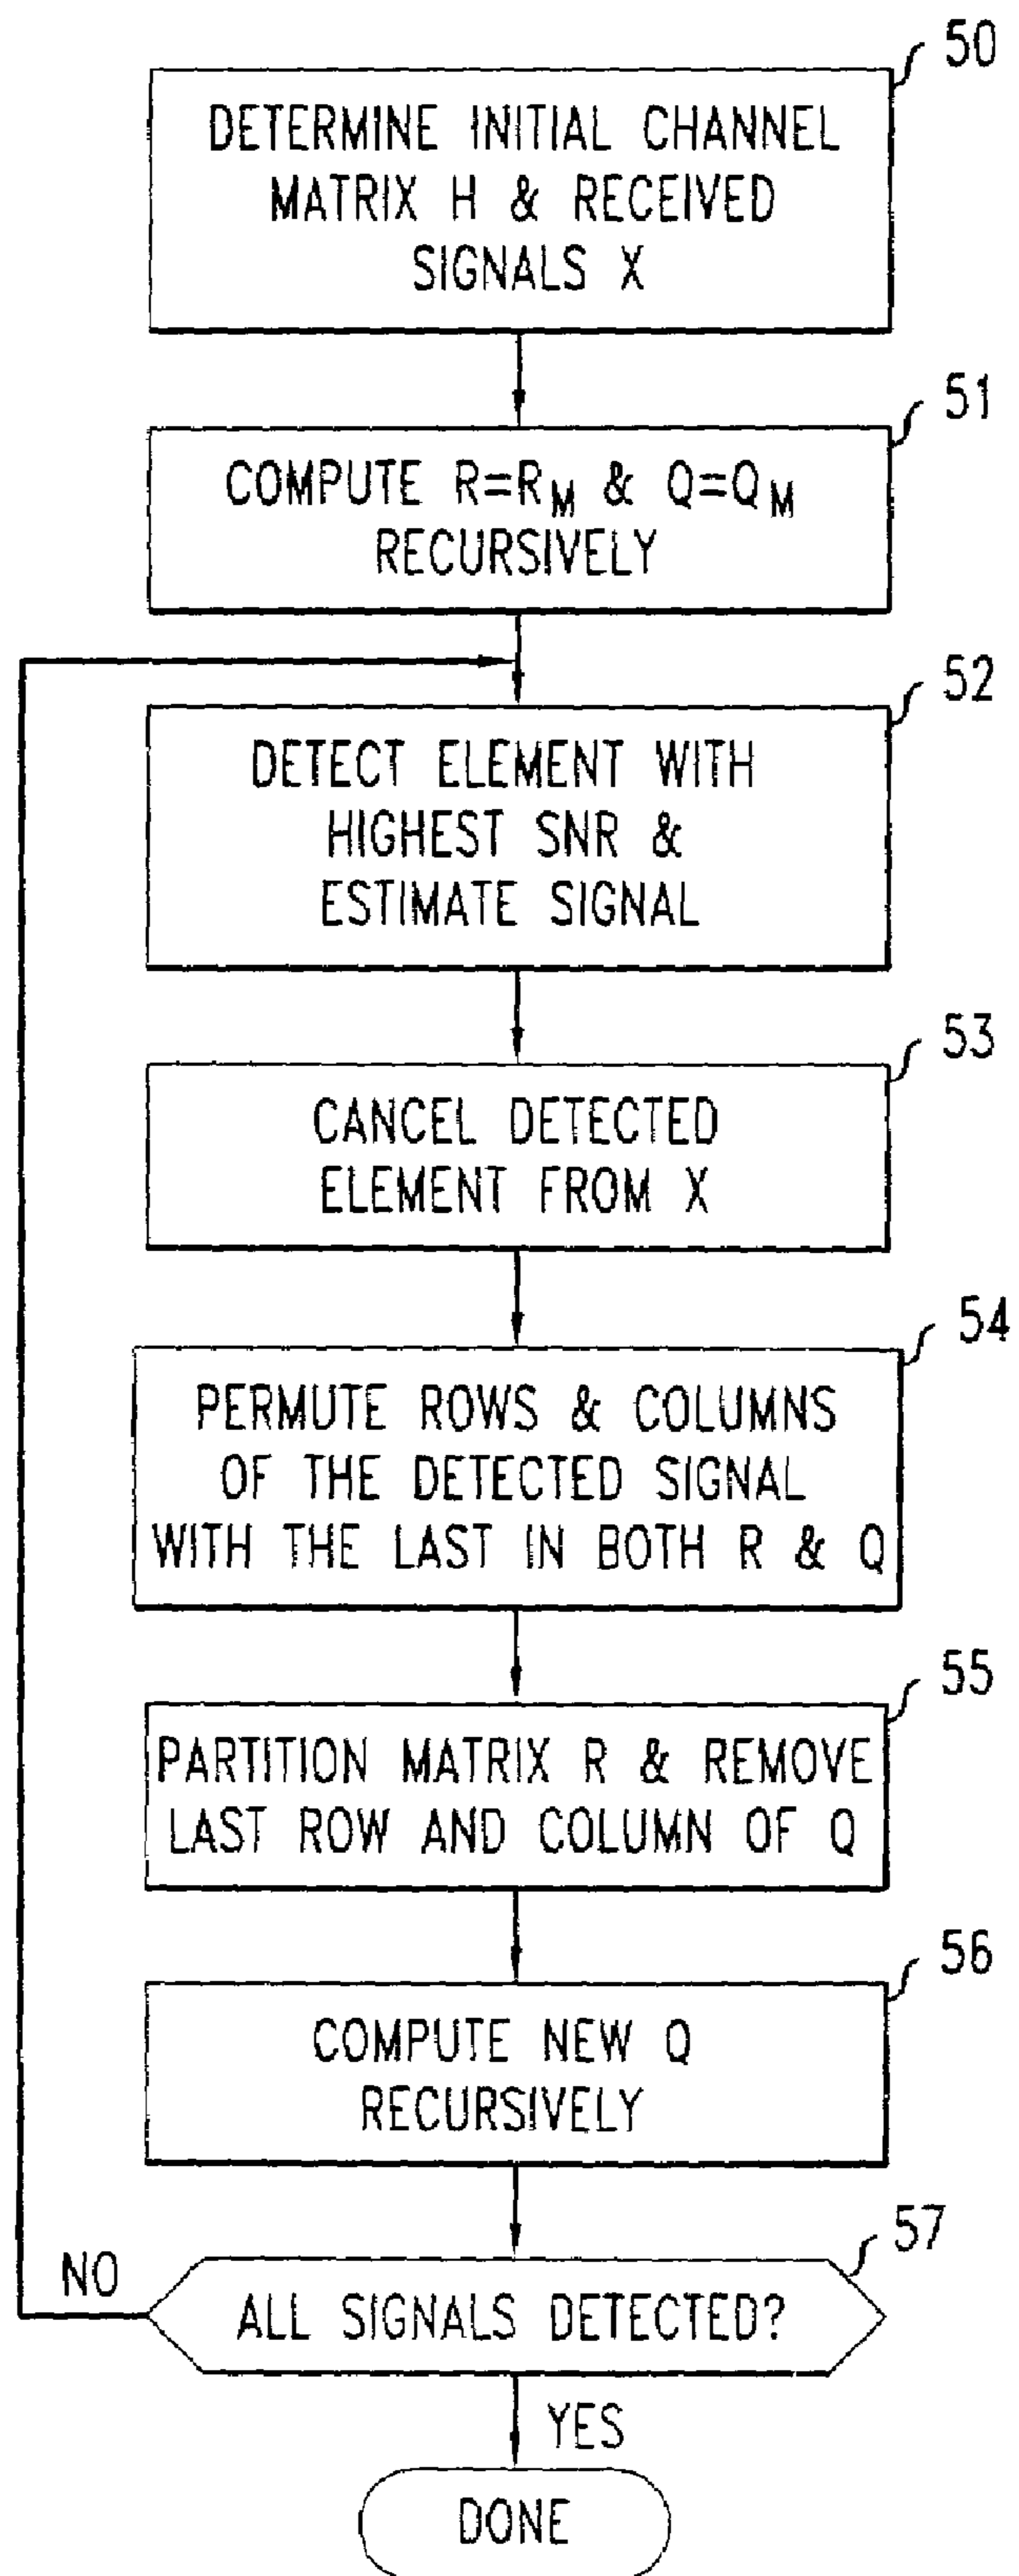 50
DETERMINE INITIAL CHANNEL
MATRIX H & RECEIVED
SIGNALS X
51
COMPUTE R=RM & Q=QM
RECURSIVELY
52
DETECT ELEMENT WITH
HIGHEST SNR &
ESTIMATE SIGNAL
53
CANCEL DETECTED
ELEMENT FROM X
54
PERMUTE ROWS & COLUMNS
OF THE DETECTED SIGNAL
WITH THE LAST IN BOTH R & Q
55
PARTITION MATRIX R & REMOVE
LAST ROW AND COLUMN OF Q
56
COMPUTE NEW Q
RECURSIVELY
57
NO
ALL SIGNALS DETECTED?
YES
DONE